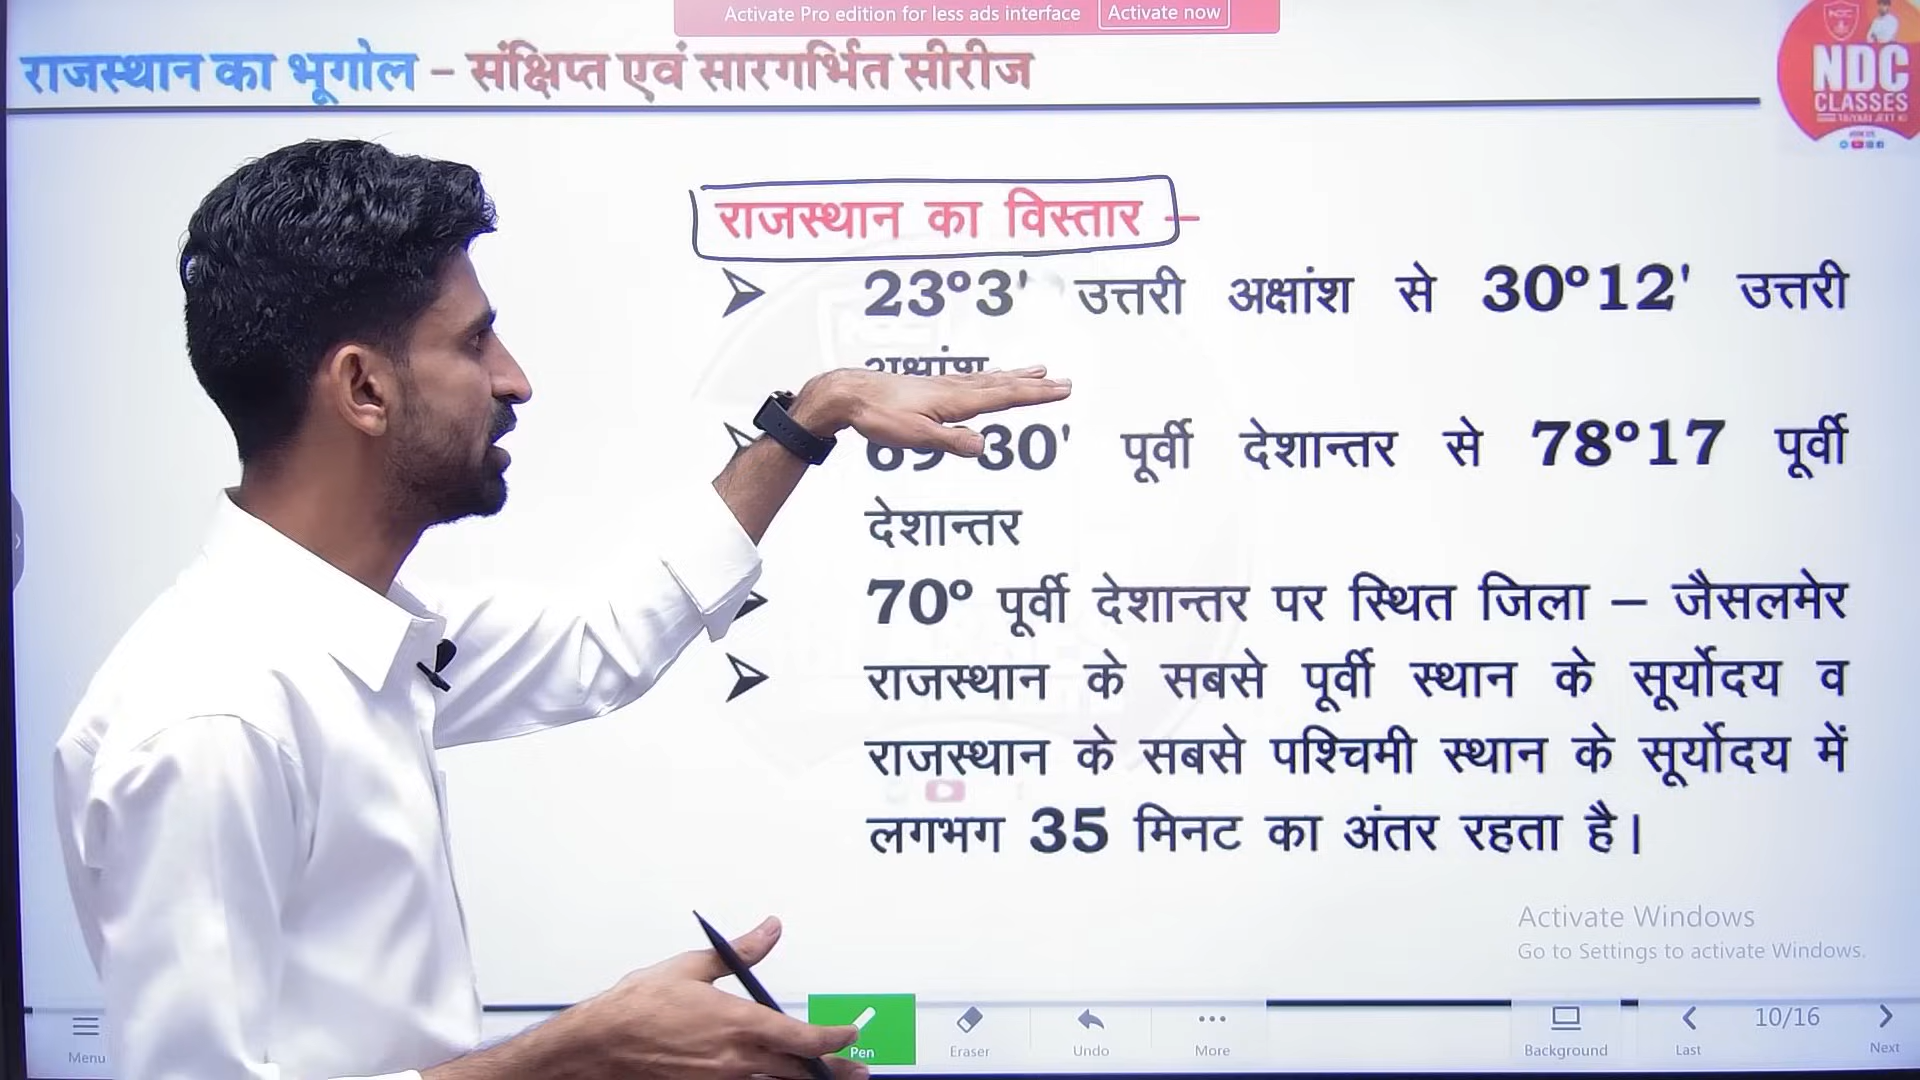 Activate Pro edition for less ads interface Activate now
राजस्थान का भूगोल – संक्षिप्त एवं सारगर्भित सीरीज
NDC
CLASSES
राजस्थान का विस्तार –
23°3' उत्तरी अक्षांश से 30°12' उत्तरी
अक्षांश
30' पूर्वी देशान्तर से 78°17 पूर्वी
देशान्तर
70° पूर्वी देशान्तर पर स्थित जिला – जैसलमेर
राजस्थान के सबसे पूर्वी स्थान के सूर्योदय व
राजस्थान के सबसे पश्चिमी स्थान के सूर्योदय में
लगभग 35 मिनट का अंतर रहता है।
Activate Windows
Go to Settings to activate Windows.
Menu Pen Eraser Undo More Background Last 10/16 Next